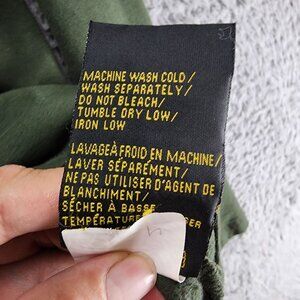 MACHINE WASH COLD/
WASH SEPARATELY/
DO NOT BLEACH/
TUMBLE DRY LOW/
IRON LOW
LAVAGE À FROID EN MACHINE/
LAVER SÉPARÉMENT/
NE PAS UTILISER D'AGENT DE
BLANCHIMENT/
SÉCHER À BASSE
TEMPÉRATURE